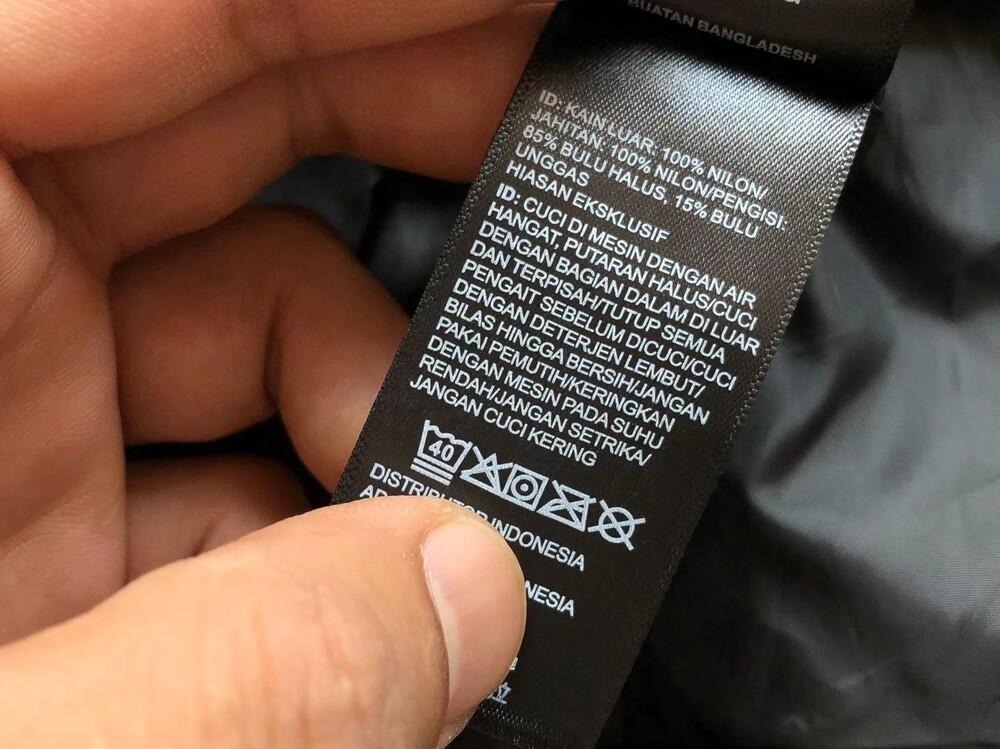 BUATAN BANGLADESH
ID: KAIN LUAR: 100% NILON/
JAHITAN: 100% NILON/PENGISI:
85% BULU HALUS, 15% BULU
UNGGAS
HIASAN EKSKLUSIF
ID: CUCI DI MESIN DENGAN AIR
HANGAT, PUTARAN HALUS/CUCI
DENGAN BAGIAN DALAM DI LUAR
DAN TERPISAH/TUTUP SEMUA
PENGAIT SEBELUM DICUCI/CUCI
DENGAN DETERJEN LEMBUT/
BILAS HINGGA BERSIH/JANGAN
PAKAI PEMUTIH/KERINGKAN
DENGAN MESIN PADA SUHU
RENDAH/JANGAN SETRIKA/
JANGAN CUCI KERING
40
DISTRIBUTOR INDONESIA